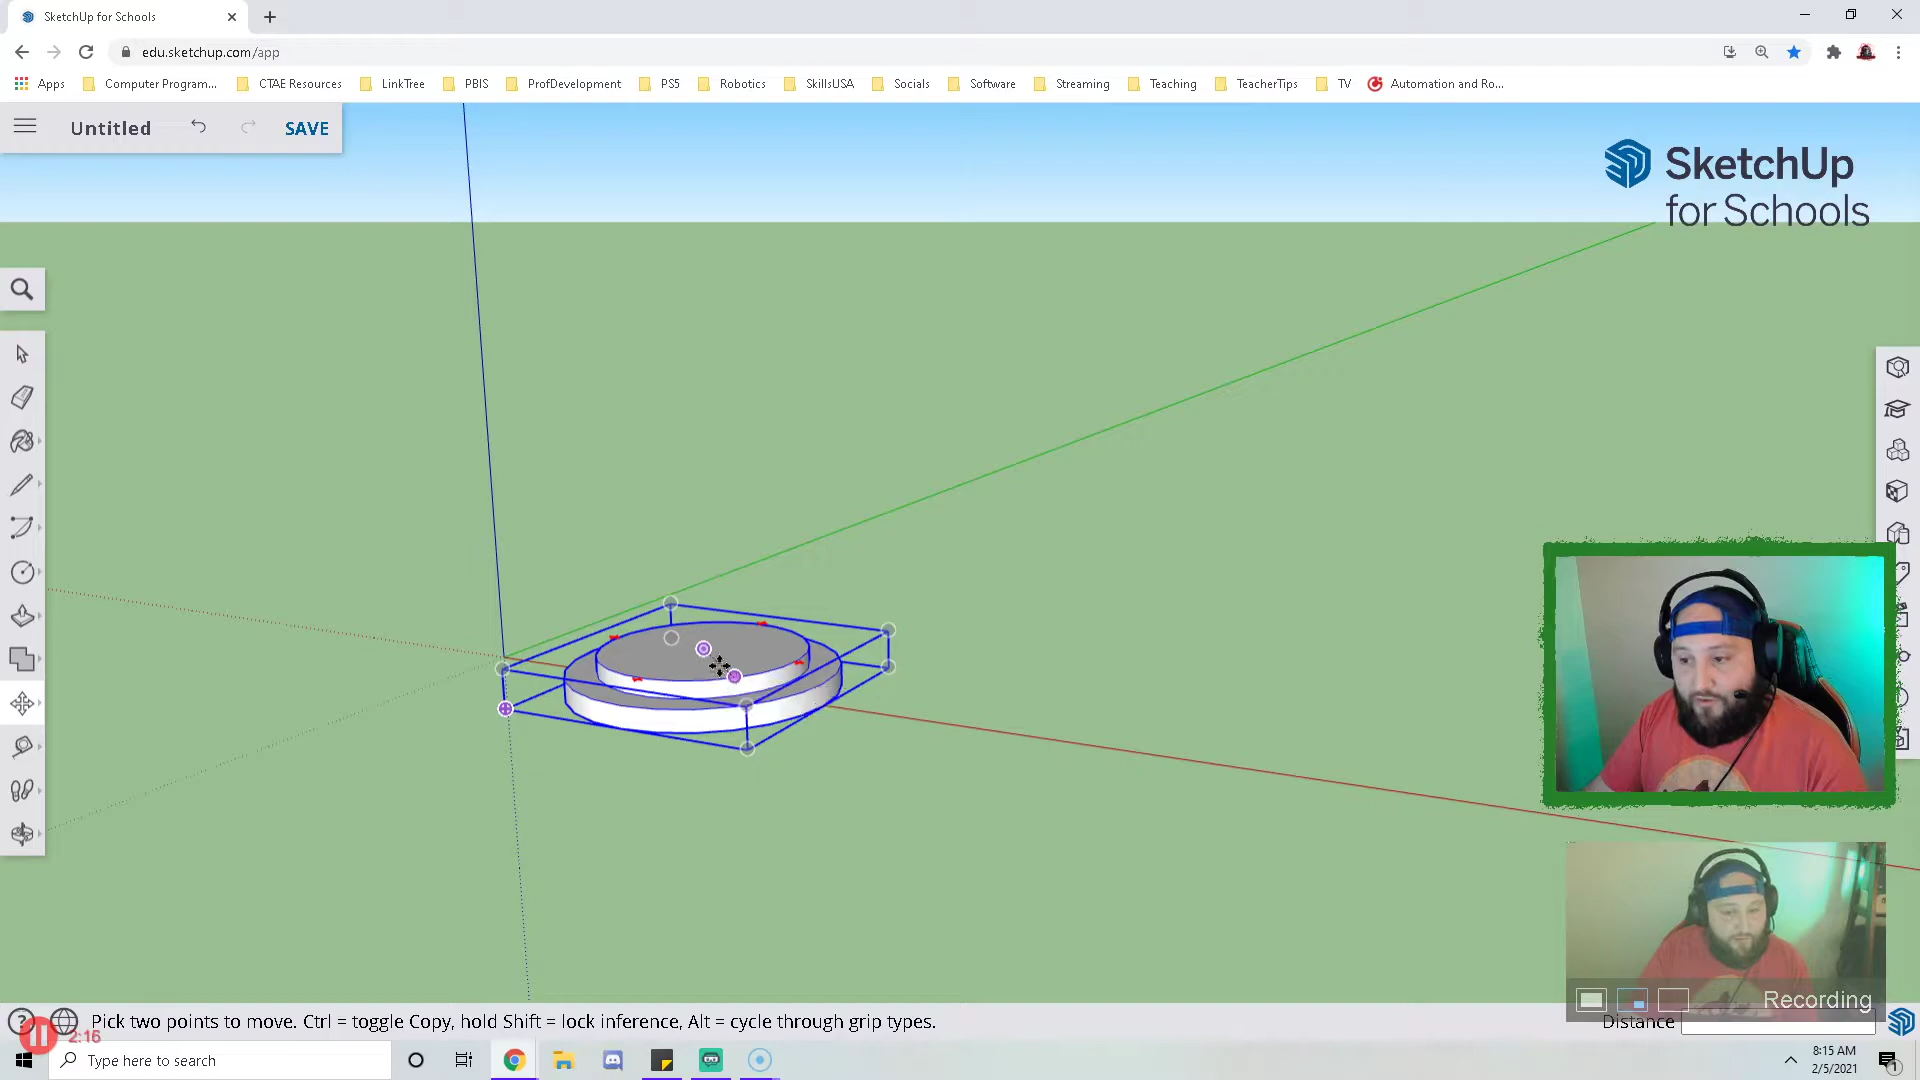 SketchUp for Schools
edu.sketchup.com/app
Apps
Computer Program...
CTAE Resources
LinkTree
PBIS
ProfDevelopment
PS5
Robotics
SkillsUSA
Socials
Software
Streaming
Teaching
TeacherTips
TV
Automation and Ro...
Untitled
SAVE
SketchUp
for Schools
Recording
Pick two points to move. Ctrl = toggle Copy, hold Shift = lock inference, Alt = cycle through grip types.
Distance
2:16
Type here to search
8:15 AM
2/5/2021
1